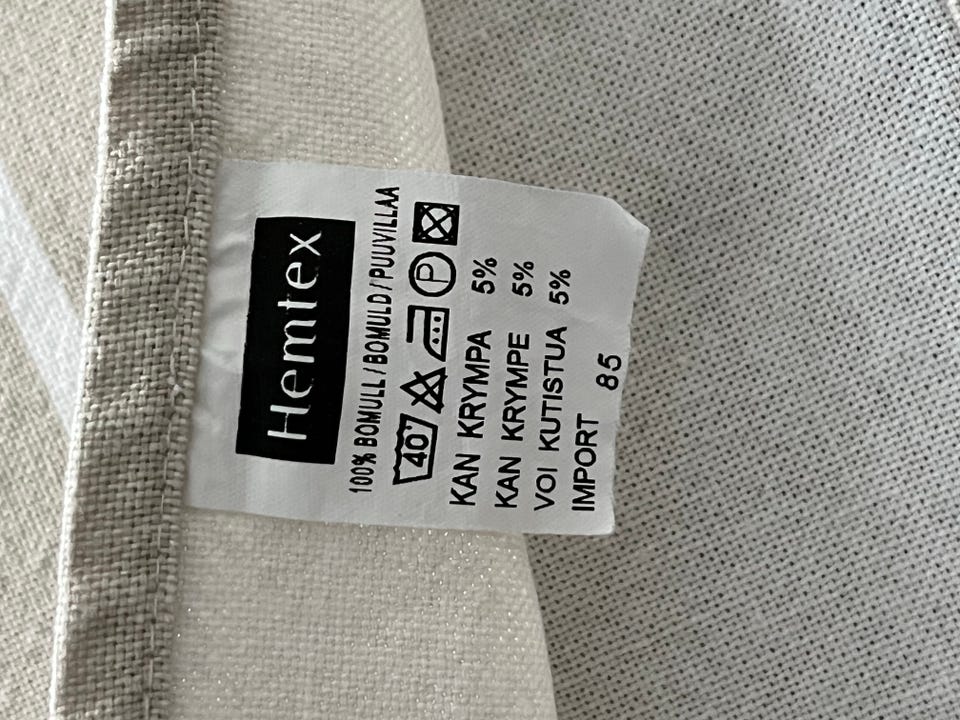 Hemtex
100% BOMULL / BOMULD / PUUVILLAA
40° P
KAN KRYMPA 5%
KAN KRYMPE 5%
VOI KUTISTUA 5%
IMPORT 85